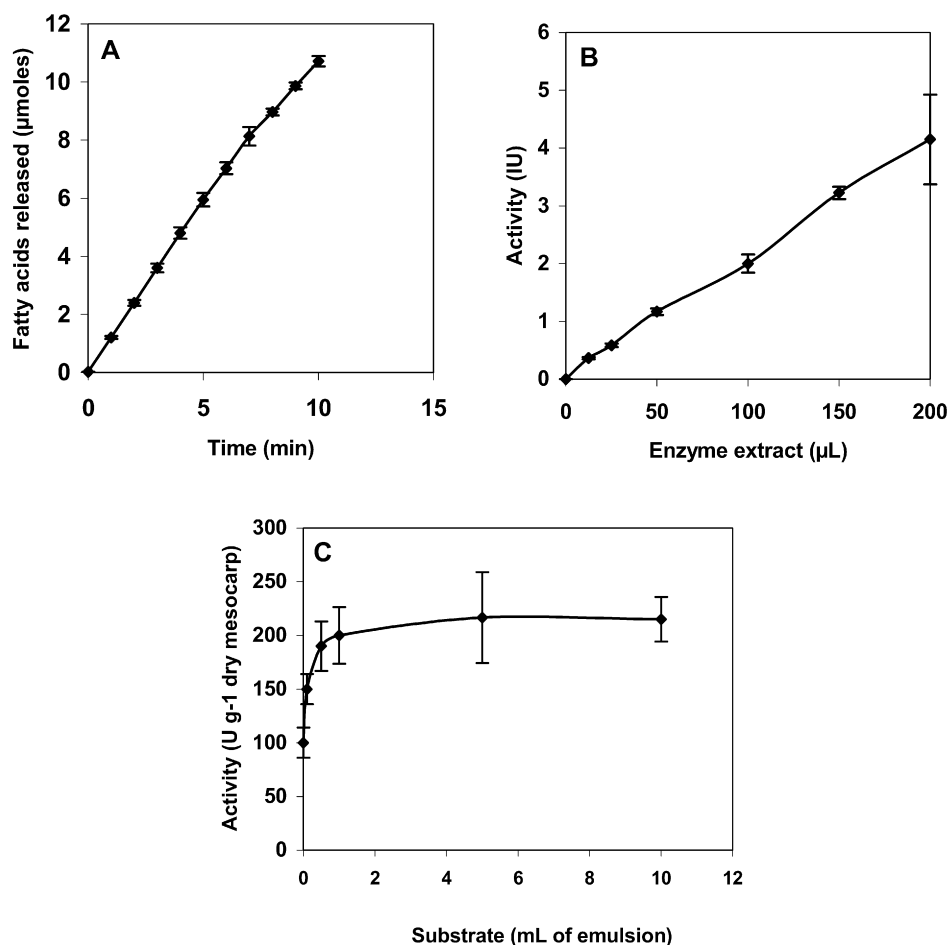 A
Fatty acids released (µmoles)
12
10
8
6
4
2
0
0 5 10 15
Time (min)
B
Activity (IU)
6
5
4
3
2
1
0
0 50 100 150 200
Enzyme extract (µL)
C
Activity (U g-1 dry mesocarp)
300
250
200
150
100
50
0
0 2 4 6 8 10 12
Substrate (mL of emulsion)